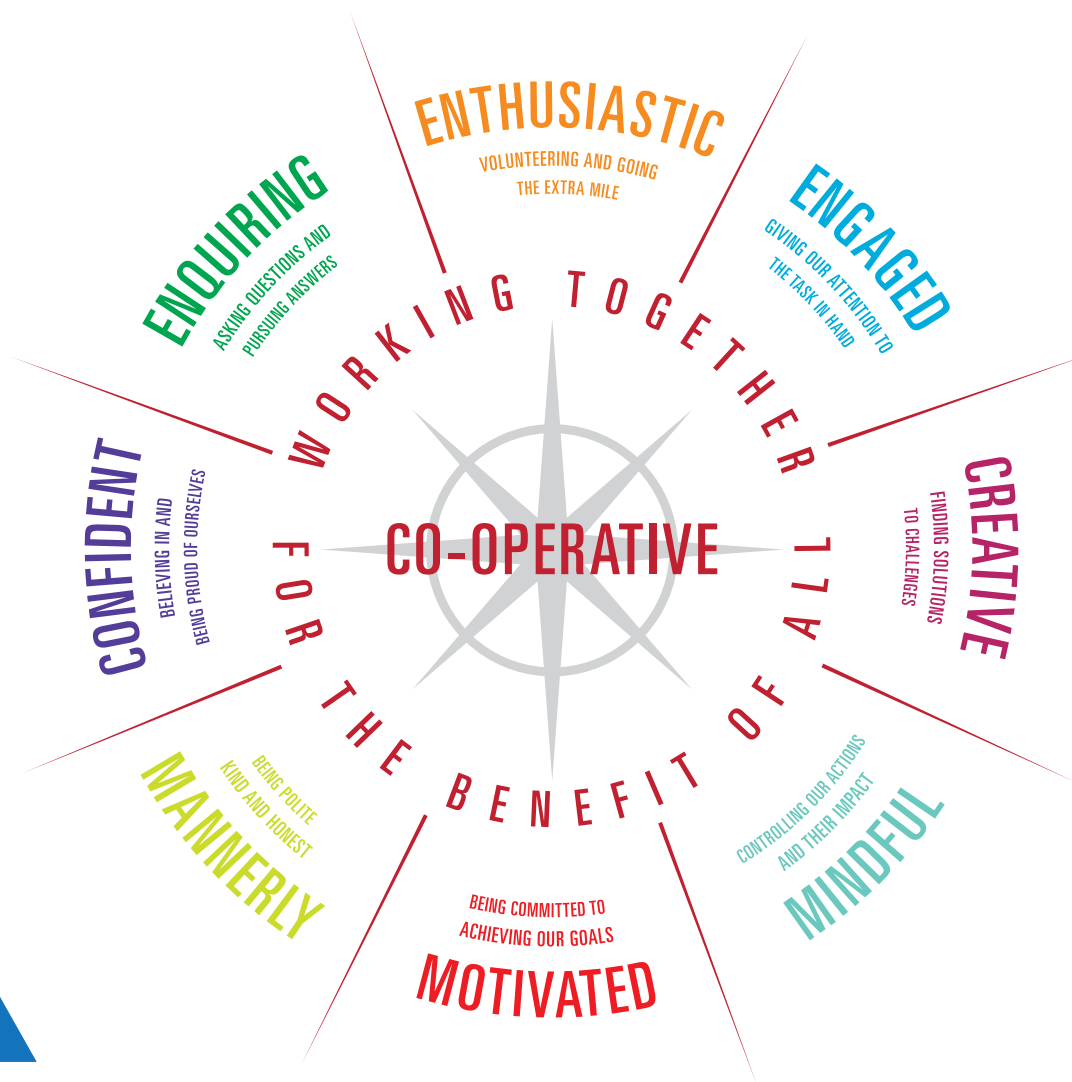 ENTHUSIASTIC
VOLUNTEERING AND GOING
THE EXTRA MILE
ENGAGED
GIVING OUR ATTENTION TO
THE TASK IN HAND
CREATIVE
FINDING SOLUTIONS
TO CHALLENGES
CONTROLLING OUR ACTIONS
AND THEIR IMPACT
MINDFUL
BEING COMMITTED TO
ACHIEVING OUR GOALS
MOTIVATED
BEING POLITE
KIND AND HONEST
MANNERLY
CONFIDENT
BELIEVING IN AND
BEING PROUD OF OURSELVES
ENQUIRING
ASKING QUESTIONS AND
PURSUING ANSWERS
WORKING TOGETHER
FOR THE BENEFIT OF ALL
CO-OPERATIVE